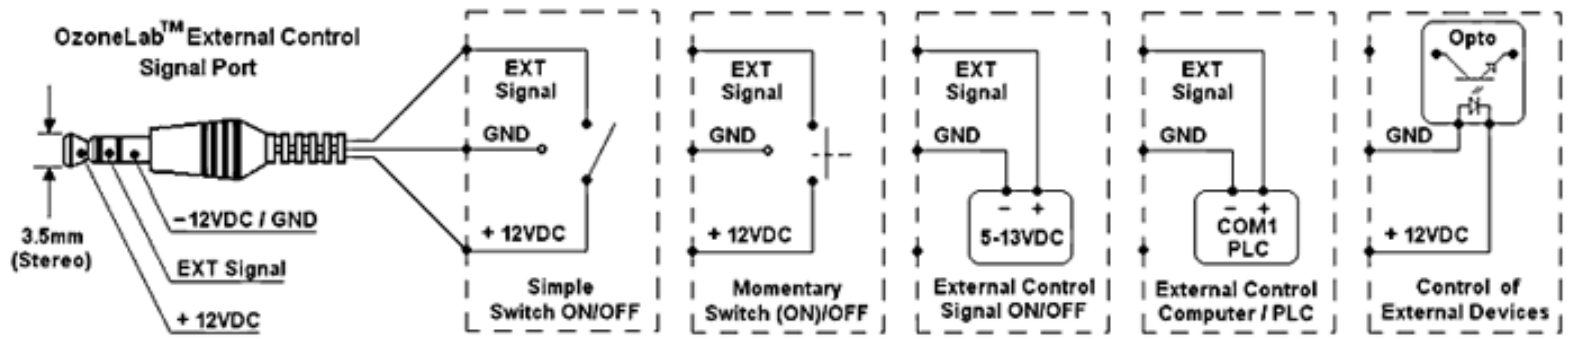 OzoneLab™ External Control
Signal Port
3.5mm
(Stereo)
−12VDC / GND
EXT Signal
+ 12VDC
EXT
Signal
GND
+ 12VDC
Simple
Switch ON/OFF
EXT
Signal
GND
+ 12VDC
Momentary
Switch (ON)/OFF
EXT
Signal
GND
− +
5-13VDC
External Control
Signal ON/OFF
EXT
Signal
GND
− +
COM1
PLC
External Control
Computer / PLC
Opto
GND
+ 12VDC
Control of
External Devices